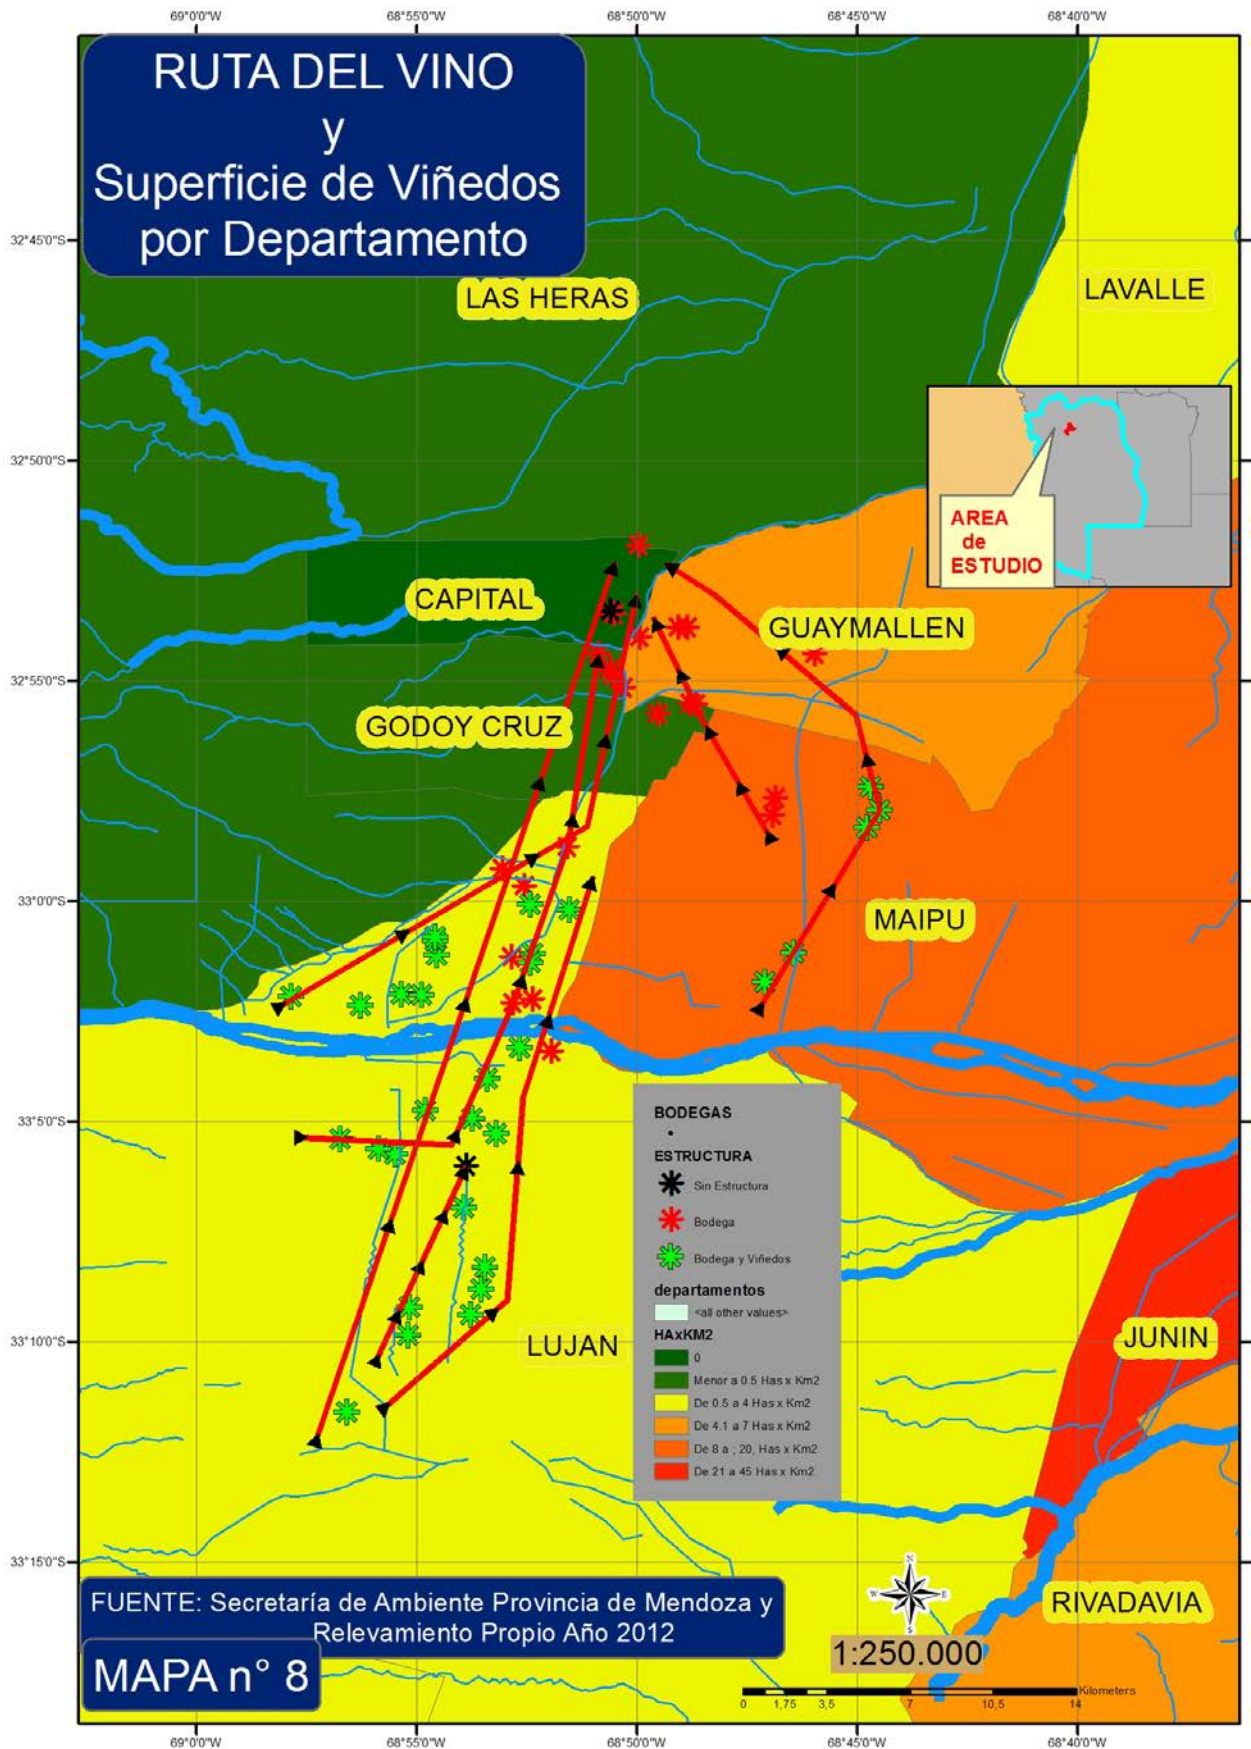 69°0'0"W
68°55'0"W
68°50'0"W
68°45'0"W
68°40'0"W
RUTA DEL VINO
y
Superficie de Viñedos
por Departamento
32°45'0"S
LAS HERAS
LAVALLE
32°50'0"S
AREA
de
ESTUDIO
CAPITAL
GUAYMALLEN
32°55'0"S
GODOY CRUZ
33°0'0"S
MAIPU
33°5'0"S
BODEGAS
ESTRUCTURA
Sin Estructura
Bodega
Bodega y Viñedos
departamentos
<all other values>
HAxKM2
0
Menor a 0.5 Has x Km2
De 0.5 a 4 Has x Km2
De 4.1 a 7 Has x Km2
De 8 a ; 20, Has x Km2
De 21 a 45 Has x Km2
33°10'0"S
LUJAN
JUNIN
33°15'0"S
N
W
E
S
RIVADAVIA
FUENTE: Secretaría de Ambiente Provincia de Mendoza y
Relevamiento Propio Año 2012
1:250.000
MAPA n° 8
Kilometers
0
1,75
3,5
7
10,5
14
69°0'0"W
68°55'0"W
68°50'0"W
68°45'0"W
68°40'0"W